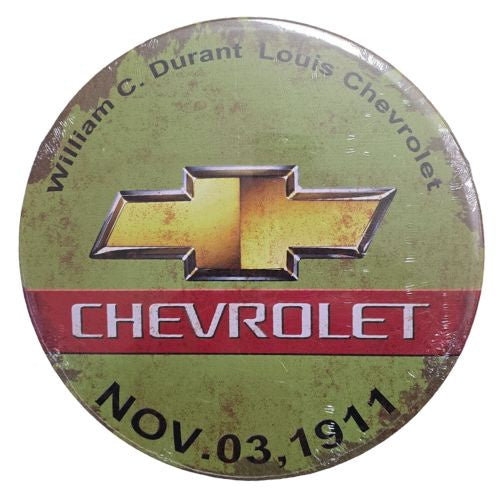 William C. Durant Louis Chevrolet
CHEVROLET
NOV.03,1911